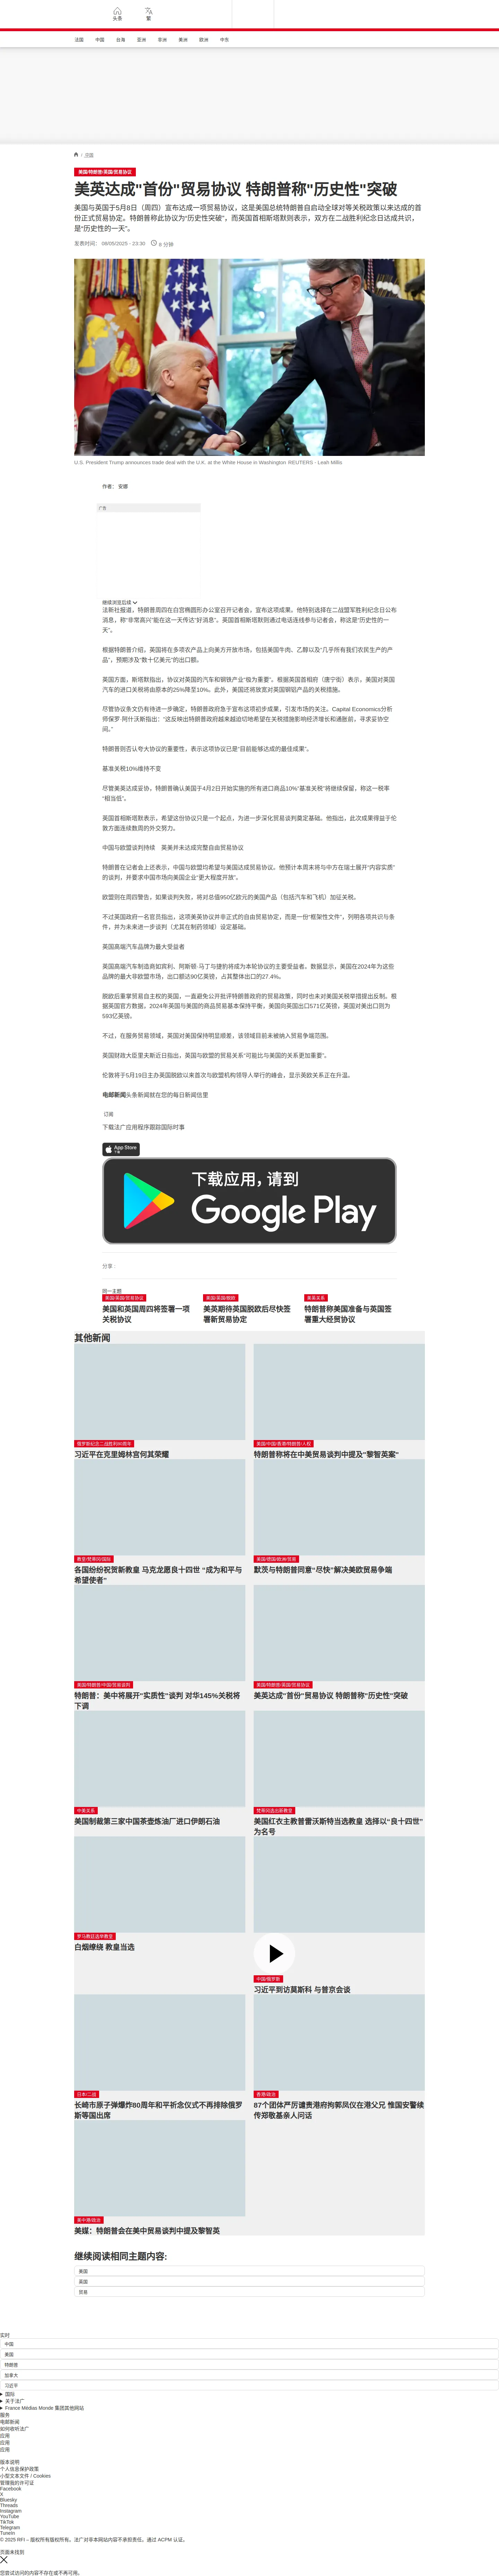 头条
繁
法国
中国
台海
亚洲
非洲
美洲
欧洲
中东
/ 中国
美国/特朗普/英国/贸易协议
美英达成"首份"贸易协议 特朗普称"历史性"突破
美国与英国于5月8日（周四）宣布达成一项贸易协议，这是美国总统特朗普自启动全球对等关税政策以来达成的首
份正式贸易协定。特朗普称此协议为“历史性突破”，而英国首相斯塔默则表示，双方在二战胜利纪念日达成共识，
是“历史性的一天”。
发表时间： 08/05/2025 - 23:30 8 分钟
U.S. President Trump announces trade deal with the U.K. at the White House in Washington REUTERS - Leah Millis
作者： 安娜
广告
继续浏览后续
法新社报道，特朗普周四在白宫椭圆形办公室召开记者会，宣布这项成果。他特别选择在二战盟军胜利纪念日公布
消息，称“非常高兴”能在这一天传达“好消息”。英国首相斯塔默则通过电话连线参与记者会，称这是“历史性的一
天”。
根据特朗普介绍，英国将在多项农产品上向美方开放市场，包括美国牛肉、乙醇以及“几乎所有我们农民生产的产
品”，预期涉及“数十亿美元”的出口额。
英国方面，斯塔默指出，协议对英国的汽车和钢铁产业“极为重要”。根据英国首相府（唐宁街）表示，美国对英国
汽车的进口关税将由原本的25%降至10%。此外，美国还将放宽对英国钢铝产品的关税措施。
尽管协议条文仍有待进一步确定，特朗普政府急于宣布这项初步成果，引发市场的关注。Capital Economics分析
师保罗·阿什沃斯指出：“这反映出特朗普政府越来越迫切地希望在关税措施影响经济增长和通胀前，寻求妥协空
间。”
特朗普则否认夸大协议的重要性，表示这项协议已是“目前能够达成的最佳成果”。
基准关税10%维持不变
尽管美英达成妥协，特朗普确认美国于4月2日开始实施的所有进口商品10%“基准关税”将继续保留，称这一税率
“相当低”。
英国首相斯塔默表示，希望这份协议只是一个起点，为进一步深化贸易谈判奠定基础。他指出，此次成果得益于伦
敦方面连续数周的外交努力。
中国与欧盟谈判持续 英美并未达成完整自由贸易协议
特朗普在记者会上还表示，中国与欧盟均希望与美国达成贸易协议。他预计本周末将与中方在瑞士展开“内容实质”
的谈判，并要求中国市场向美国企业“更大程度开放”。
欧盟则在周四警告，如果谈判失败，将对总值950亿欧元的美国产品（包括汽车和飞机）加征关税。
不过英国政府一名官员指出，这项美英协议并非正式的自由贸易协定，而是一份“框架性文件”，列明各项共识与条
件，并为未来进一步谈判（尤其在制药领域）设定基础。
英国高端汽车品牌为最大受益者
英国高端汽车制造商如宾利、阿斯顿·马丁与捷豹将成为本轮协议的主要受益者。数据显示，美国在2024年为这些
品牌的最大非欧盟市场，出口额达90亿英镑，占其整体出口的27.4%。
脱欧后重掌贸易自主权的英国，一直避免公开批评特朗普政府的贸易政策，同时也未对美国关税举措提出反制。根
据英国官方数据，2024年英国与美国的商品贸易基本保持平衡，英国向美国出口571亿英镑，英国对美出口则为
593亿英镑。
不过，在服务贸易领域，英国对美国保持明显顺差，该领域目前未被纳入贸易争端范围。
英国财政大臣里夫斯近日指出，英国与欧盟的贸易关系“可能比与美国的关系更加重要”。
伦敦将于5月19日主办英国脱欧以来首次与欧盟机构领导人举行的峰会，显示英欧关系正在升温。
电邮新闻头条新闻就在您的每日新闻信里
订阅
下载法广应用程序跟踪国际时事
App Store
下载
下载应用，请到
Google Play
分享 :
同一主题
美国/英国/贸易协议
美国和英国周四将签署一项
关税协议
美国/英国/脱欧
美英期待英国脱欧后尽快签
署新贸易协定
美英关系
特朗普称美国准备与英国签
署重大经贸协议
其他新闻
俄罗斯纪念二战胜利80周年
习近平在克里姆林宫何其荣耀
美国/中国/香港/特朗普/人权
特朗普称将在中美贸易谈判中提及“黎智英案”
教皇/梵蒂冈/国际
各国纷纷祝贺新教皇 马克龙愿良十四世 “成为和平与
希望使者”
美国/德国/欧洲/贸易
默茨与特朗普同意“尽快”解决美欧贸易争端
美国/特朗普/中国/贸易谈判
特朗普：美中将展开"实质性"谈判 对华145%关税将
下调
美国/特朗普/英国/贸易协议
美英达成"首份"贸易协议 特朗普称"历史性"突破
中美关系
美国制裁第三家中国茶壶炼油厂进口伊朗石油
梵蒂冈选出新教皇
美国红衣主教普雷沃斯特当选教皇 选择以"良十四世"
为名号
罗马教廷选举教皇
白烟缭绕 教皇当选
中国/俄罗斯
习近平到访莫斯科 与普京会谈
日本/二战
长崎市原子弹爆炸80周年和平祈念仪式不再排除俄罗
斯等国出席
香港/政治
87个团体严厉谴责港府拘郭凤仪在港父兄 惟国安警续
传郑敬基亲人问话
美中港/政治
美媒：特朗普会在美中贸易谈判中提及黎智英
继续阅读相同主题内容:
美国
英国
贸易
实时
中国
美国
特朗普
加拿大
习近平
国际
关于法广
France Médias Monde 集团其他网站
服务
电邮新闻
如何收听法广
应用
应用
应用
版本说明
个人信息保护政策
小型文本文件 / Cookies
管理我的许可证
Facebook
X
Bluesky
Threads
Instagram
YouTube
TikTok
Telegram
TuneIn
© 2025 RFI – 版权所有版权所有。法广对非本网站内容不承担责任。通过 ACPM 认证。
页面未找到
您尝试访问的内容不存在或不再可用。